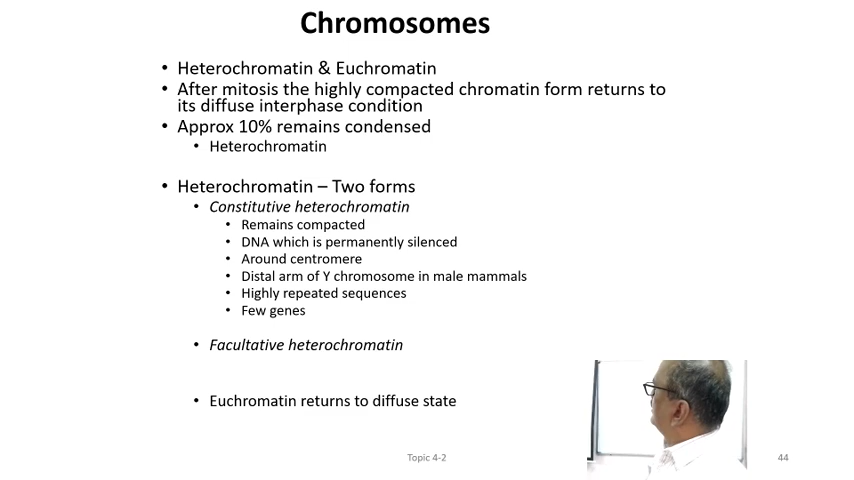 Chromosomes
• Heterochromatin & Euchromatin
• After mitosis the highly compacted chromatin form returns to
its diffuse interphase condition
• Approx 10% remains condensed
• Heterochromatin
• Heterochromatin – Two forms
• Constitutive heterochromatin
• Remains compacted
• DNA which is permanently silenced
• Around centromere
• Distal arm of Y chromosome in male mammals
• Highly repeated sequences
• Few genes
• Facultative heterochromatin
• Euchromatin returns to diffuse state
Topic 4-2
44